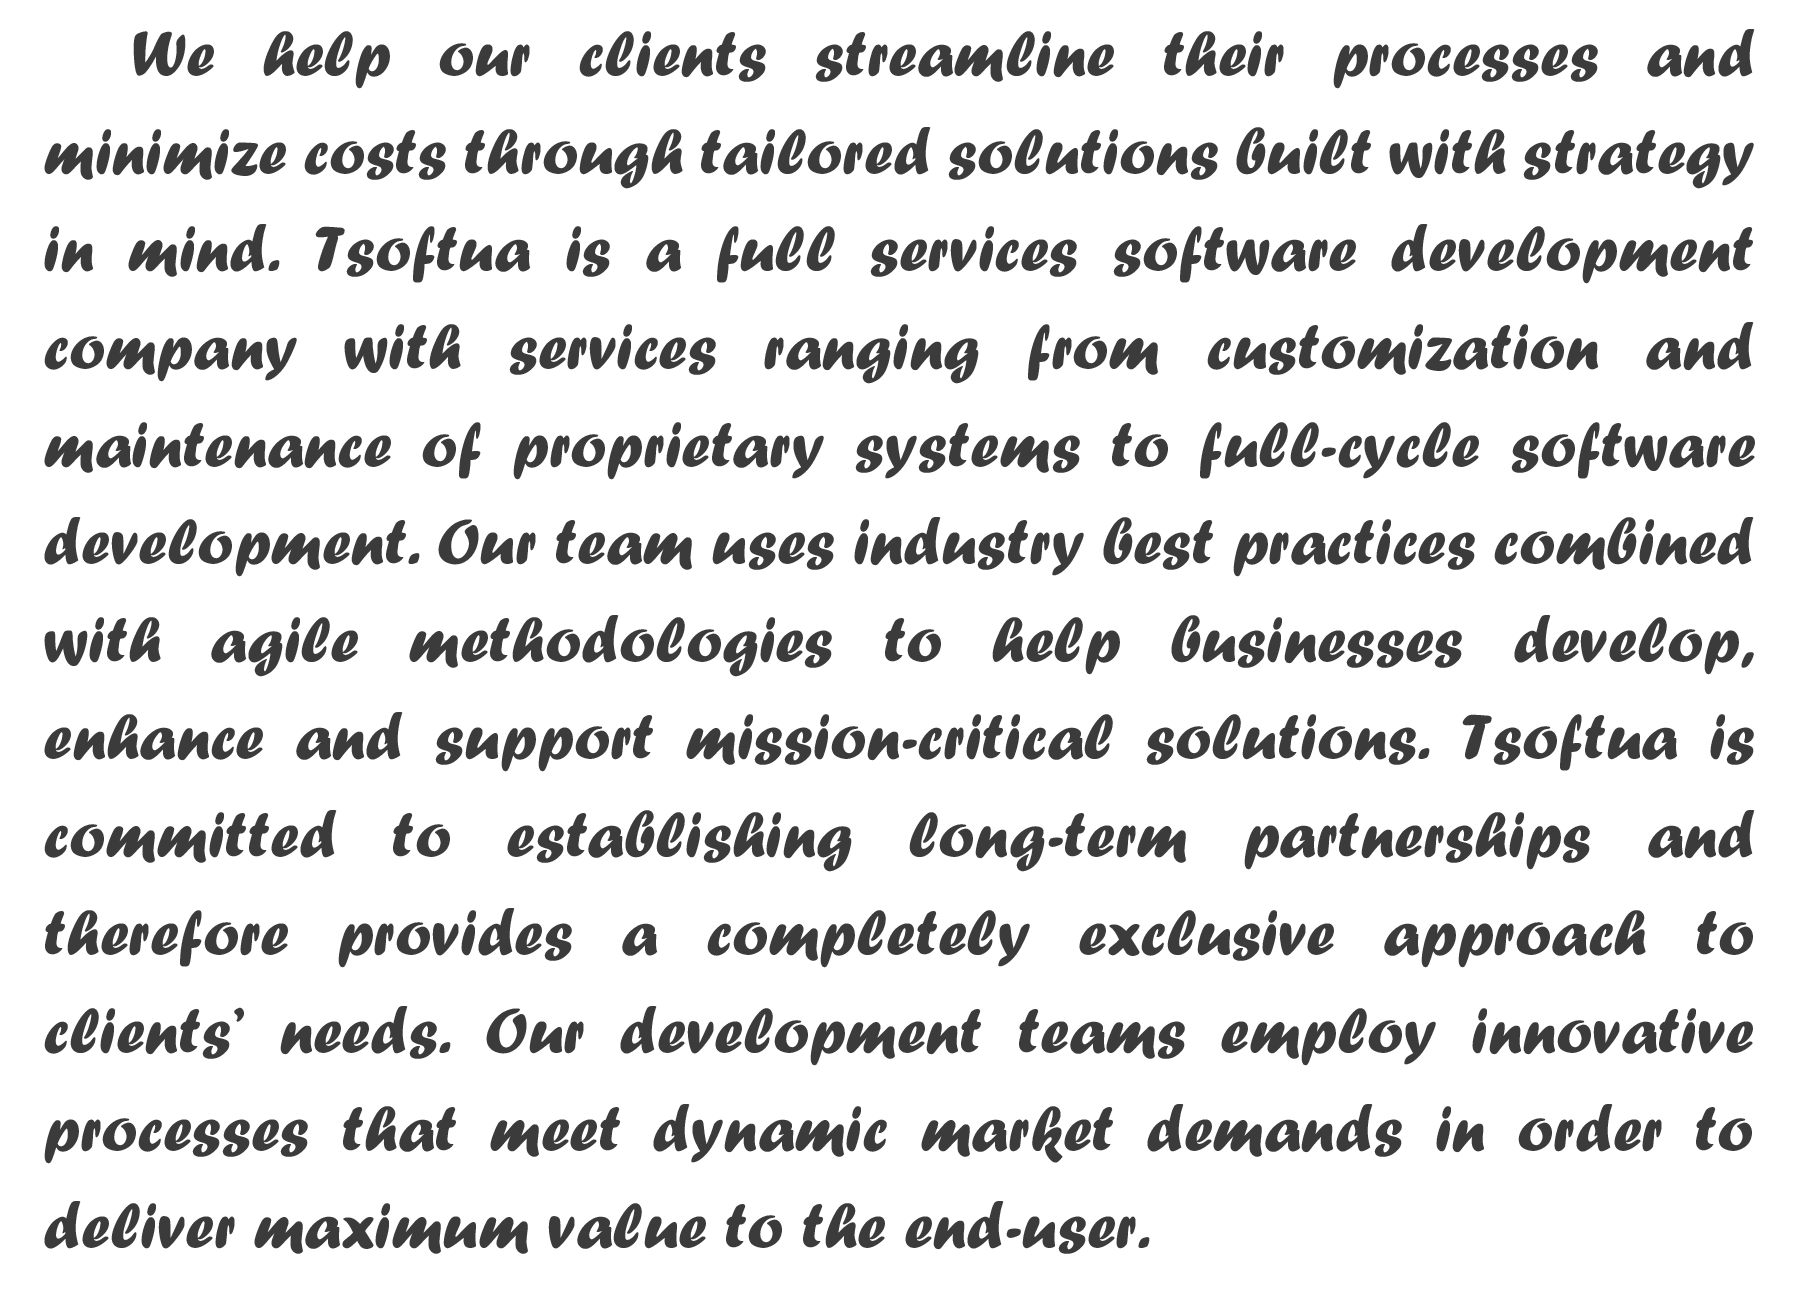 We help our clients streamline their processes and
minimize costs through tailored solutions built with strategy
in mind. Tsoftua is a full services software development
company with services ranging from customization and
maintenance of proprietary systems to full-cycle software
development. Our team uses industry best practices combined
with agile methodologies to help businesses develop,
enhance and support mission-critical solutions. Tsoftua is
committed to establishing long-term partnerships and
therefore provides a completely exclusive approach to
clients’ needs. Our development teams employ innovative
processes that meet dynamic market demands in order to
deliver maximum value to the end-user.